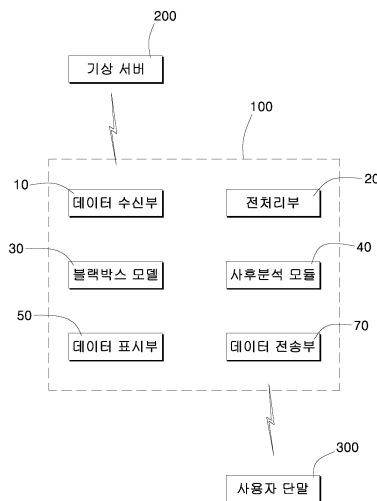 200
기상 서버
100
10
20
데이터 수신부
전처리부
30
40
블랙박스 모델
사후분석 모듈
50
70
데이터 표시부
데이터 전송부
300
사용자 단말